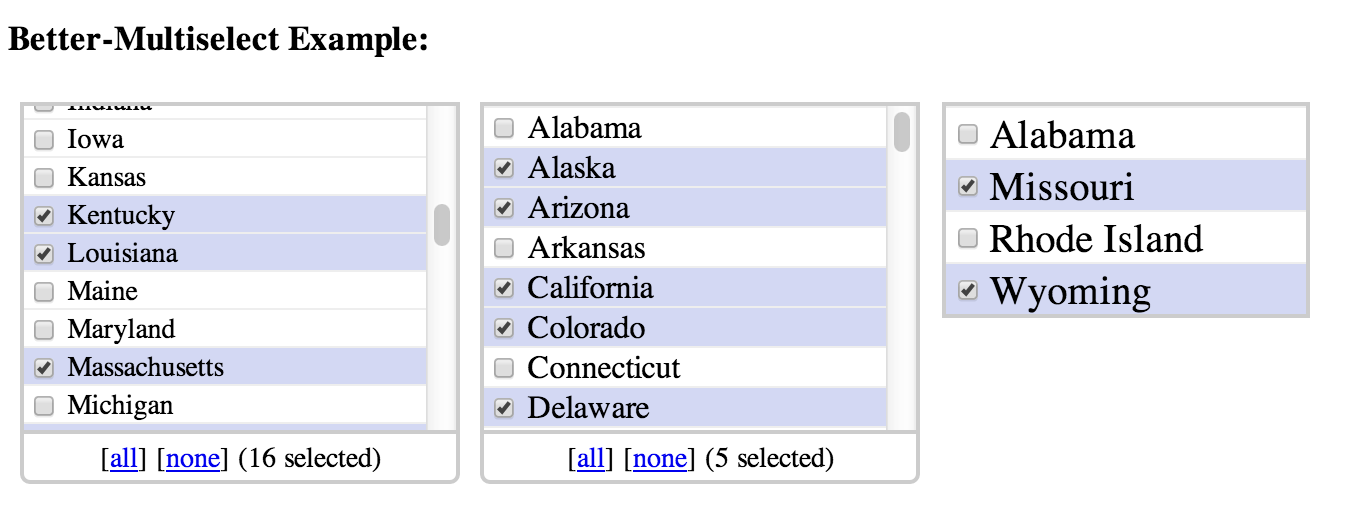 Better-Multiselect Example:
Indiana
Iowa
Kansas
Kentucky
Louisiana
Maine
Maryland
Massachusetts
Michigan
[all] [none] (16 selected)
Alabama
Alaska
Arizona
Arkansas
California
Colorado
Connecticut
Delaware
[all] [none] (5 selected)
Alabama
Missouri
Rhode Island
Wyoming